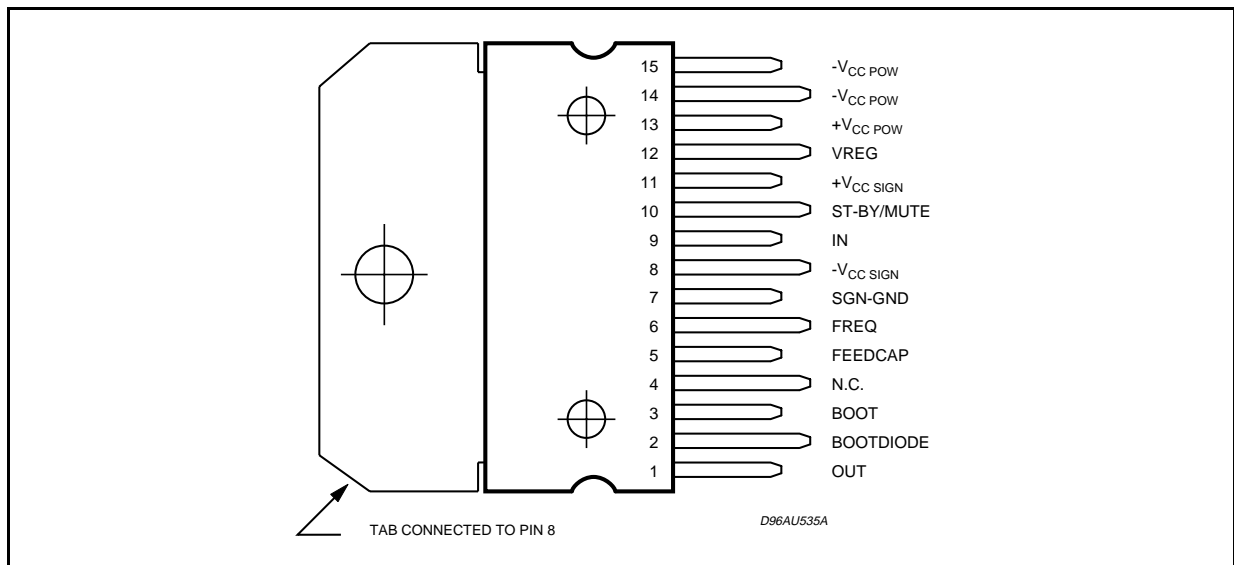 15 -VCC POW
14 -VCC POW
13 +VCC POW
12 VREG
11 +VCC SIGN
10 ST-BY/MUTE
9 IN
8 -VCC SIGN
7 SGN-GND
6 FREQ
5 FEEDCAP
4 N.C.
3 BOOT
2 BOOTDIODE
1 OUT
TAB CONNECTED TO PIN 8
D96AU535A